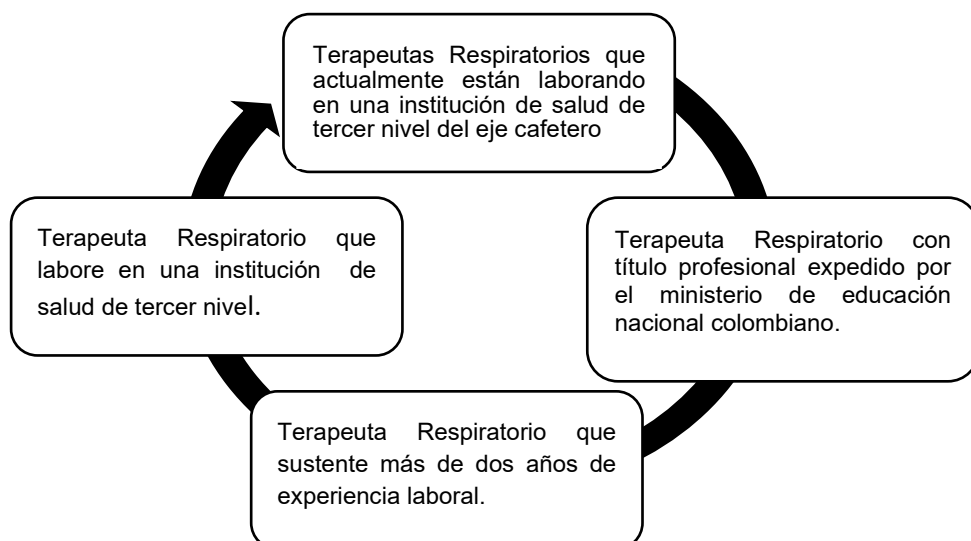 Terapeutas Respiratorios que
actualmente están laborando
en una institución de salud de
tercer nivel del eje cafetero
Terapeuta Respiratorio con
título profesional expedido por
el ministerio de educación
nacional colombiano.
Terapeuta Respiratorio que
sustente más de dos años de
experiencia laboral.
Terapeuta Respiratorio que
labore en una institución de
salud de tercer nivel.